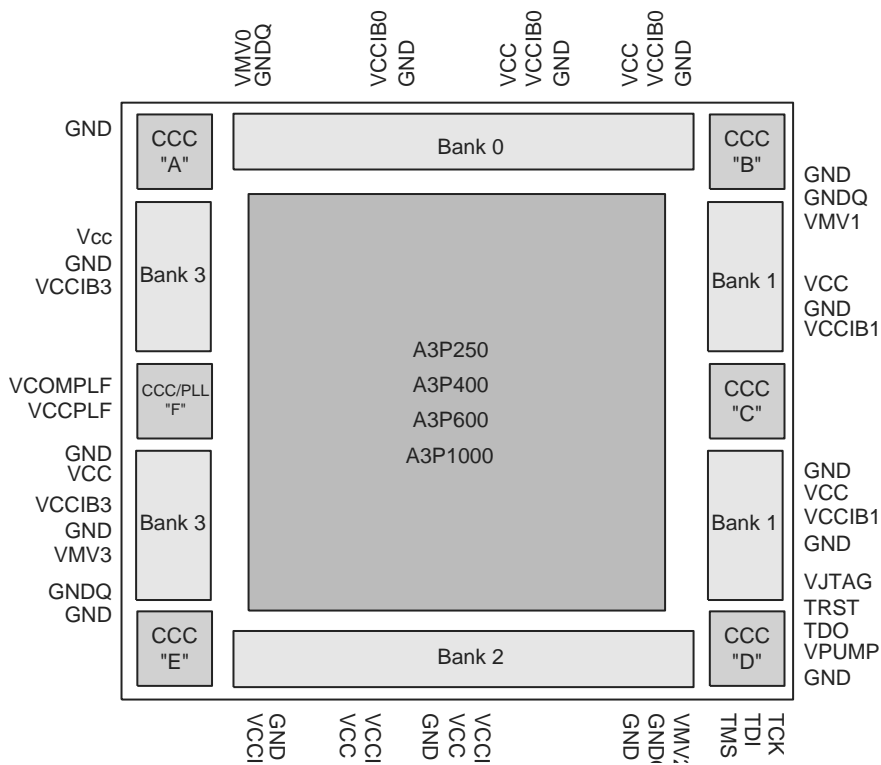 VMV0
GNDQ
VCCIB0
GND
VCC
VCCIB0
GND
VCC
VCCIB0
GND
GND
CCC
"A"
Bank 0
CCC
"B"
GND
GNDQ
VMV1
Vcc
GND
VCCIB3
Bank 3
Bank 1
VCC
GND
VCCIB1
A3P250
A3P400
A3P600
A3P1000
VCOMPLF
VCCPLF
CCC/PLL
"F"
CCC
"C"
GND
VCC
VCCIB3
GND
VMV3
Bank 3
Bank 1
GND
VCC
VCCIB1
GND
GNDQ
GND
VJTAG
TRST
TDO
VPUMP
GND
CCC
"E"
Bank 2
CCC
"D"
GND
VCC
GND
VCC
GND
VMV2
TMS
TDI
TCK